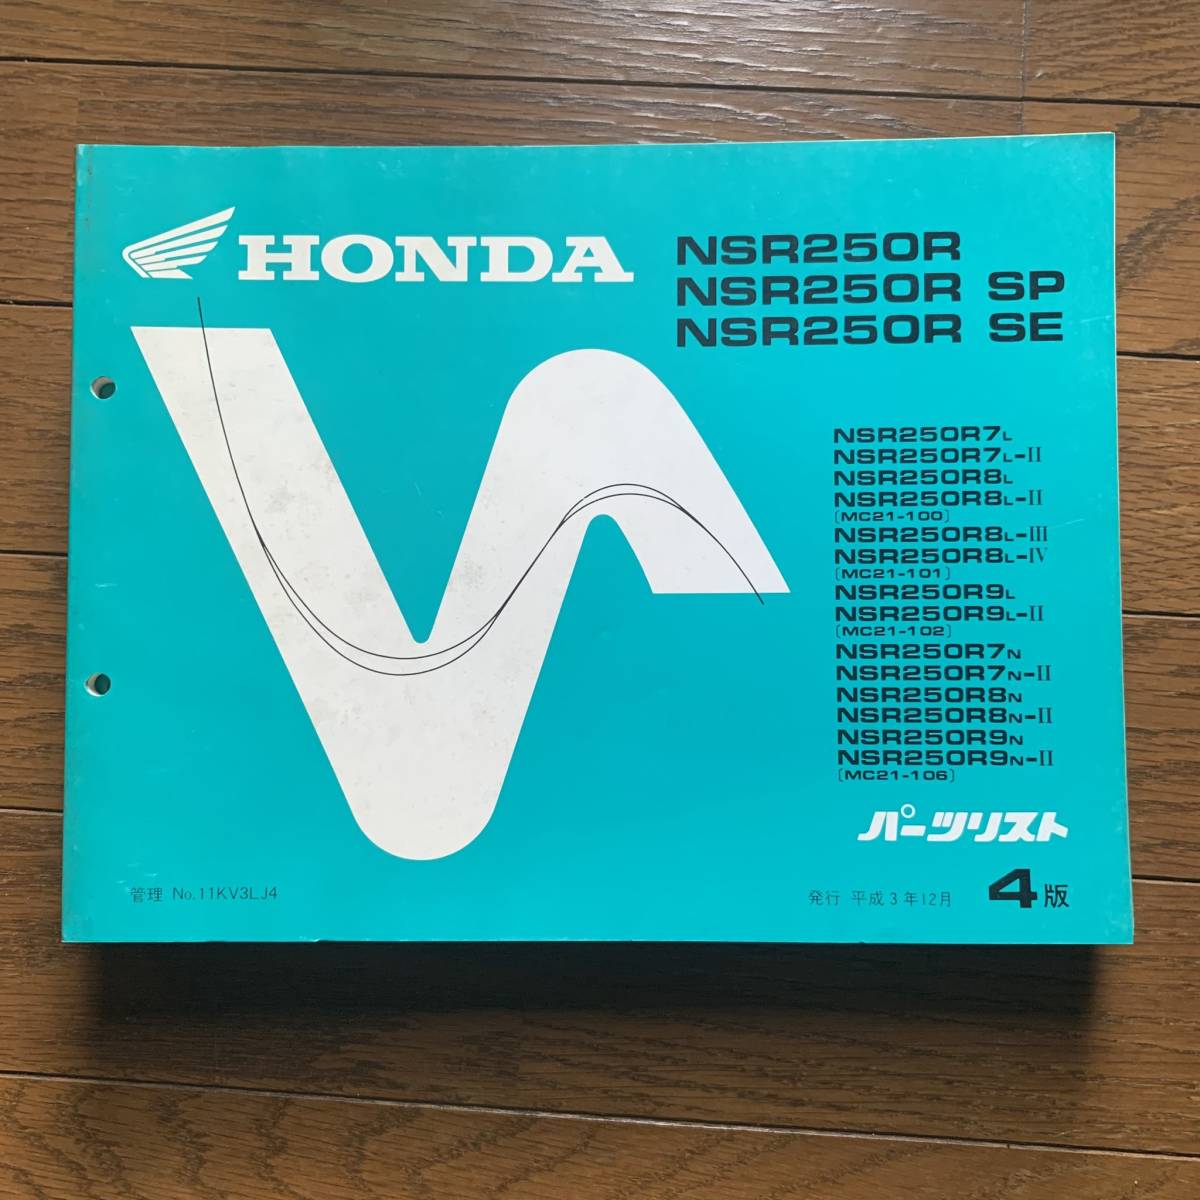 HONDA
NSR250R
NSR250R SP
NSR250R SE
NSR250R7L
NSR250R7L-II
NSR250R8L
NSR250R8L-II
(MC21-100)
NSR250R8L-III
NSR250R8L-IV
(MC21-101)
NSR250R9L
NSR250R9L-II
(MC21-102)
NSR250R7N
NSR250R7N-II
NSR250R8N
NSR250R8N-II
NSR250R9N
NSR250R9N-II
(MC21-106)
パーツリスト
管理 No.11KV3LJ4
発行 平成3年12月 4版